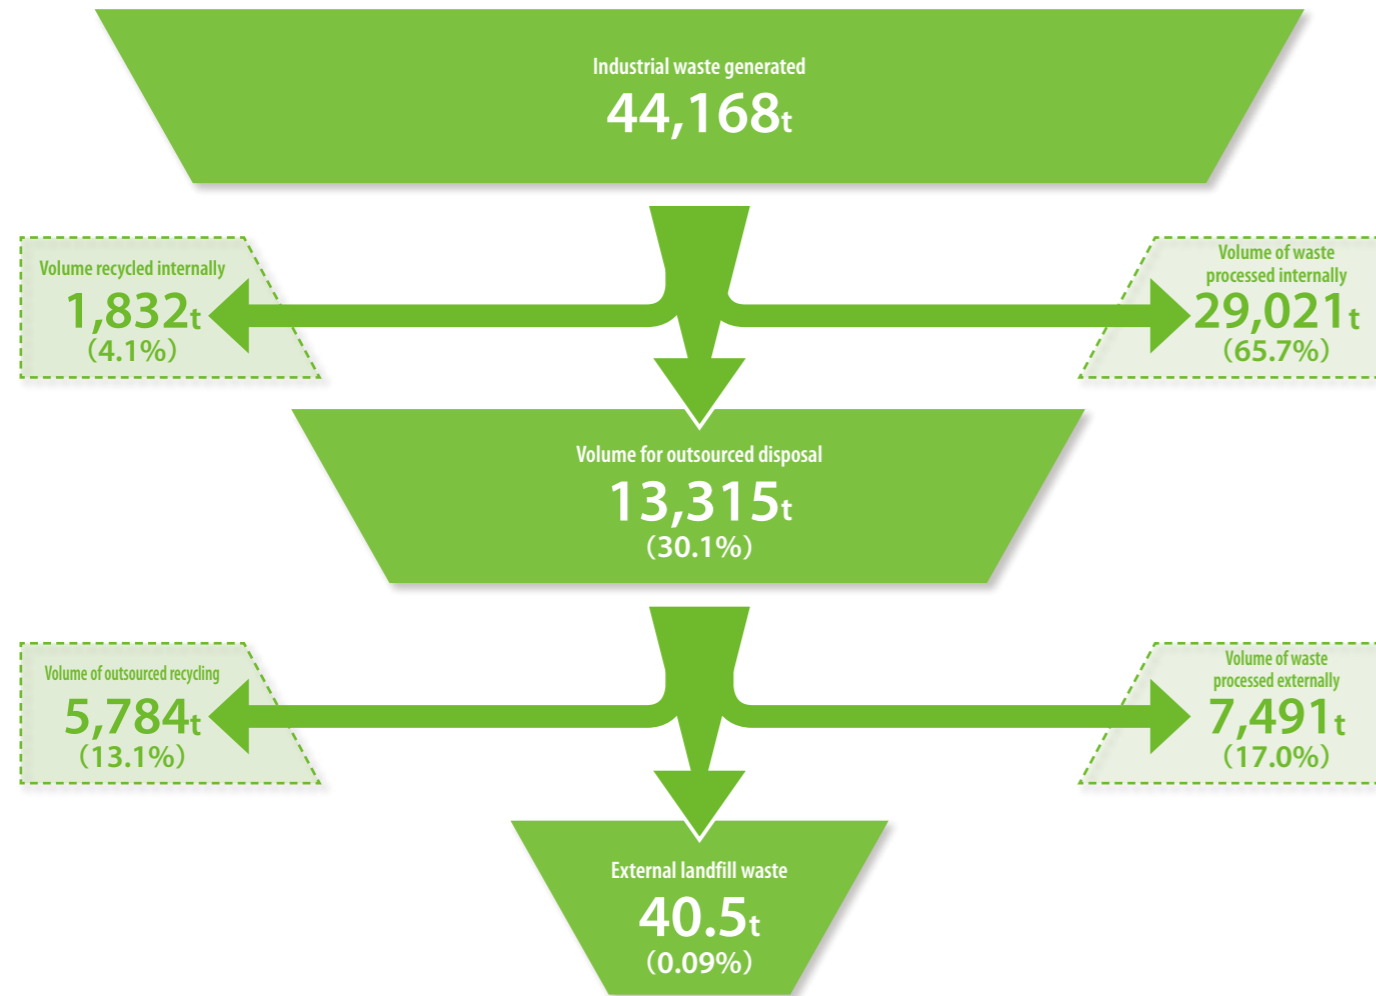 Industrial waste generated
44,168t
Volume recycled internally
1,832t
(4.1%)
Volume of waste
processed internally
29,021t
(65.7%)
Volume for outsourced disposal
13,315t
(30.1%)
Volume of outsourced recycling
5,784t
(13.1%)
Volume of waste
processed externally
7,491t
(17.0%)
External landfill waste
40.5t
(0.09%)